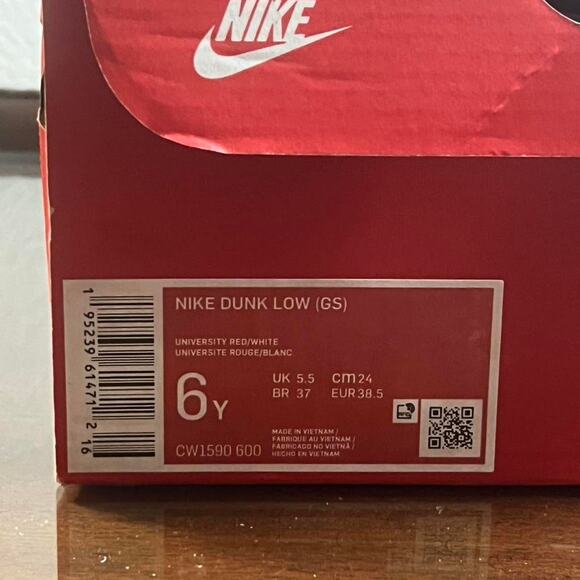 NIKE
NIKE DUNK LOW (GS)
UNIVERSITY RED/WHITE
UNIVERSITE ROUGE/BLANC
6Y
UK 5.5 cm 24
BR 37 EUR 38.5
MADE IN VIETNAM /
FABRIQUE AU VIETNAM /
FABRICADO NO VIETNÃ /
HECHO EN VIETNAM
CW1590 600
1 95239 61471 2 16